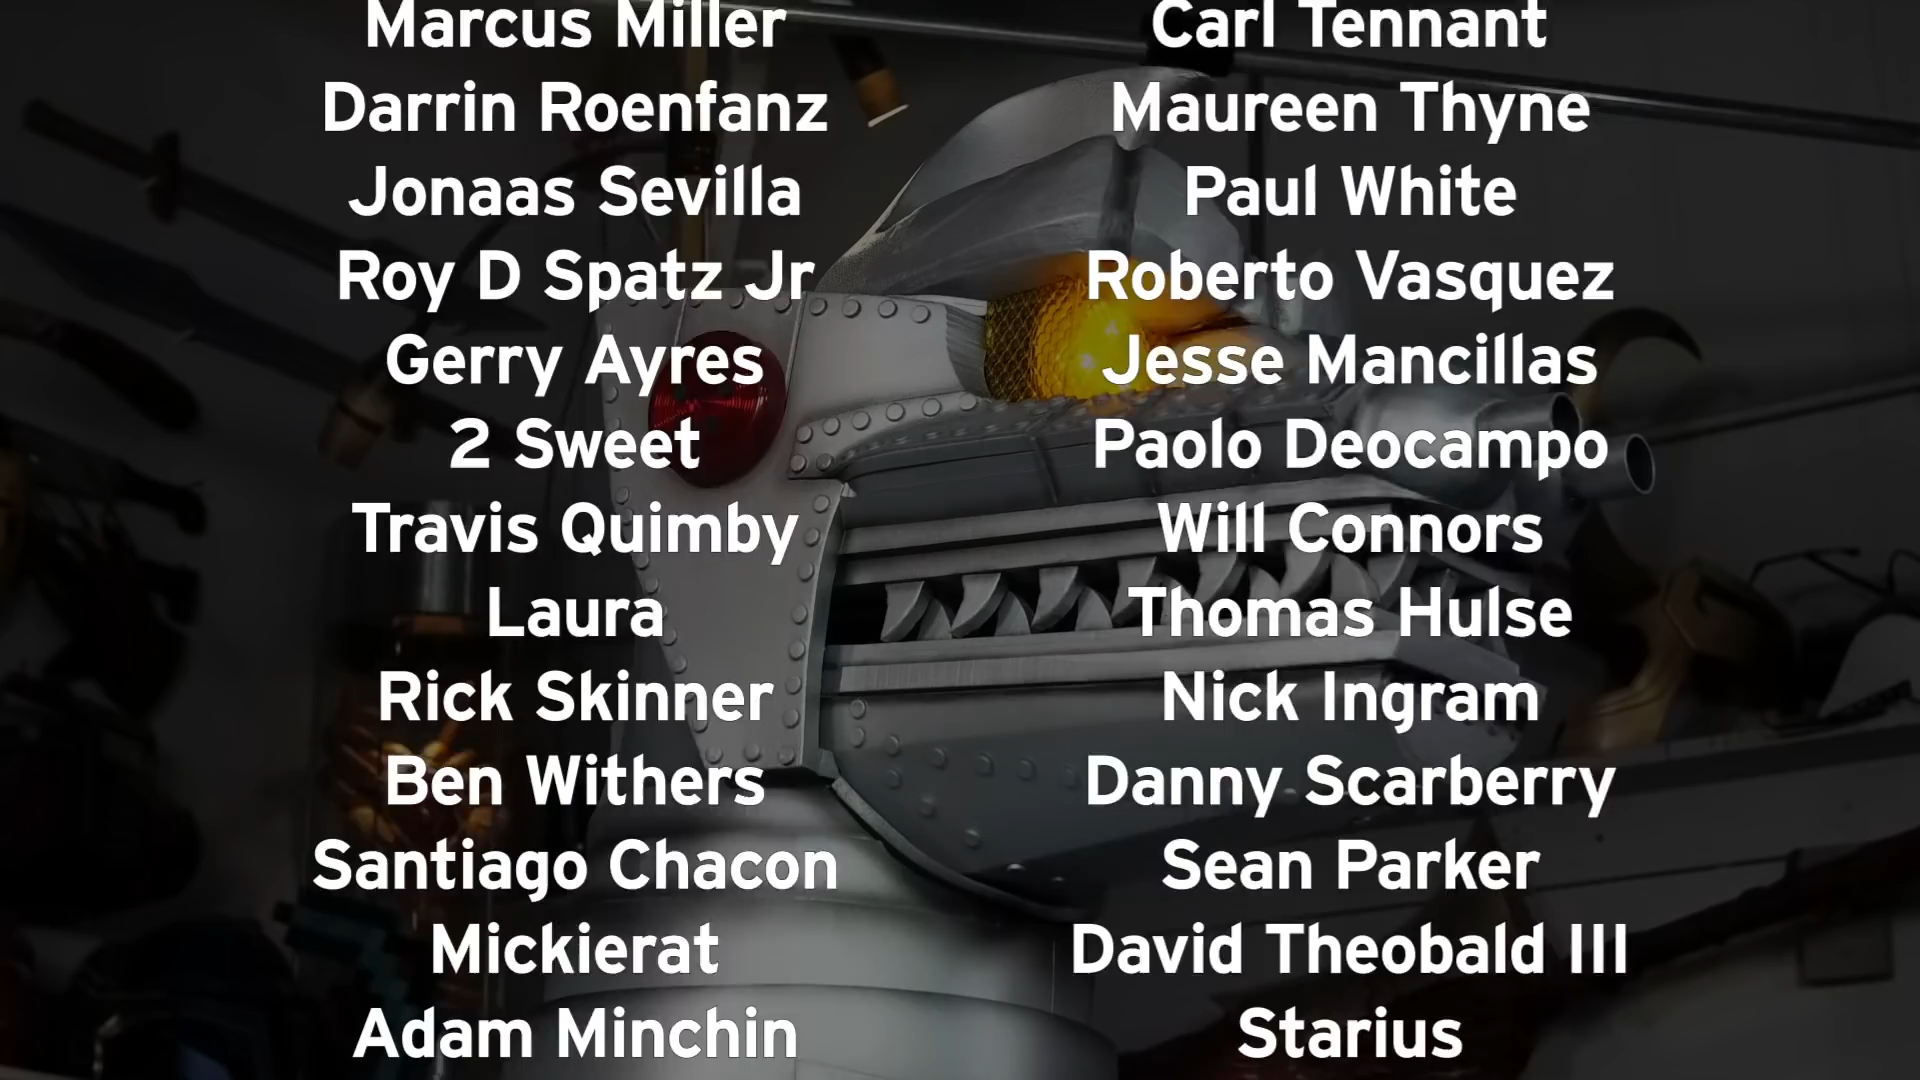 Marcus Miller
Carl Tennant
Darrin Roenfanz
Maureen Thyne
Jonaas Sevilla
Paul White
Roy D Spatz Jr
Roberto Vasquez
Gerry Ayres
Jesse Mancillas
2 Sweet
Paolo Deocampo
Travis Quimby
Will Connors
Laura
Thomas Hulse
Rick Skinner
Nick Ingram
Ben Withers
Danny Scarberry
Santiago Chacon
Sean Parker
Mickierat
David Theobald III
Adam Minchin
Starius